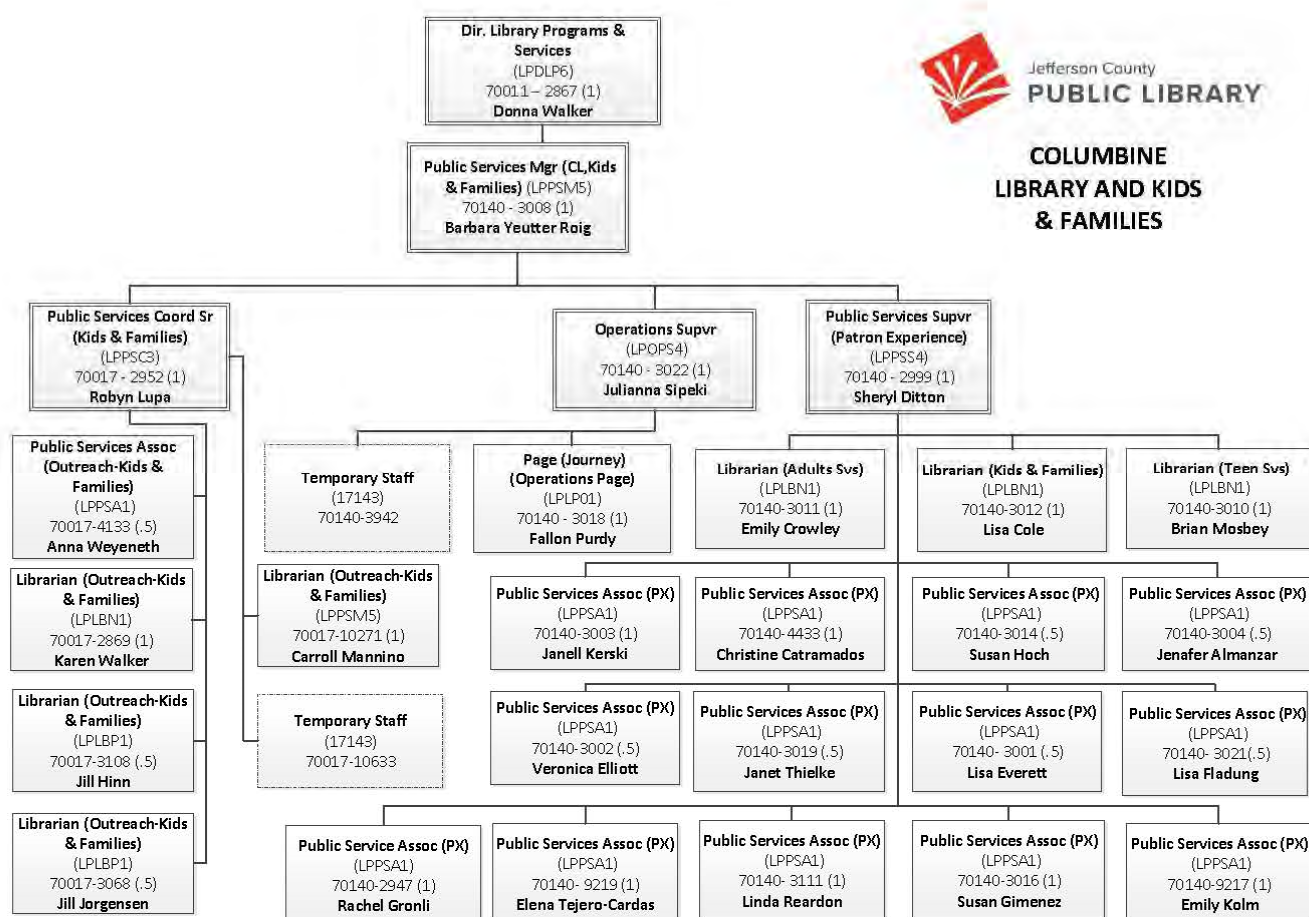 Dir. Library Programs &
Services
(LPDLP6)
70011 – 2867 (1)
Donna Walker
Jefferson County
PUBLIC LIBRARY
COLUMBINE
LIBRARY AND KIDS
& FAMILIES
Public Services Mgr (CL,Kids
& Families) (LPPSM5)
70140 - 3008 (1)
Barbara Yeutter Roig
Public Services Coord Sr
(Kids & Families)
(LPPSC3)
70017 - 2952 (1)
Robyn Lupa
Operations Supvr
(LPOPS4)
70140 - 3022 (1)
Julianna Sipeki
Public Services Supvr
(Patron Experience)
(LPPSS4)
70140 - 2999 (1)
Sheryl Ditton
Public Services Assoc
(Outreach-Kids &
Families)
(LPPSA1)
70017-4133 (.5)
Anna Weyeneth
Temporary Staff
(17143)
70140-3942
Page (Journey)
(Operations Page)
(LPLP01)
70140 - 3018 (1)
Fallon Purdy
Librarian (Adults Svs)
(LPLBN1)
70140-3011 (1)
Emily Crowley
Librarian (Kids & Families)
(LPLBN1)
70140-3012 (1)
Lisa Cole
Librarian (Teen Svs)
(LPLBN1)
70140-3010 (1)
Brian Mosbey
Librarian (Outreach-Kids
& Families)
(LPLBN1)
70017-2869 (1)
Karen Walker
Librarian (Outreach-Kids
& Families)
(LPPSM5)
70017-10271 (1)
Carroll Mannino
Public Services Assoc (PX)
(LPPSA1)
70140-3003 (1)
Janell Kerski
Public Services Assoc (PX)
(LPPSA1)
70140-4433 (1)
Christine Catramados
Public Services Assoc (PX)
(LPPSA1)
70140-3014 (.5)
Susan Hoch
Public Services Assoc (PX)
(LPPSA1)
70140-3004 (.5)
Jenafer Almanzar
Librarian (Outreach-Kids
& Families)
(LPLBP1)
70017-3108 (.5)
Jill Hinn
Temporary Staff
(17143)
70017-10633
Public Services Assoc (PX)
(LPPSA1)
70140-3002 (.5)
Veronica Elliott
Public Services Assoc (PX)
(LPPSA1)
70140-3019 (.5)
Janet Thielke
Public Services Assoc (PX)
(LPPSA1)
70140- 3001 (.5)
Lisa Everett
Public Services Assoc (PX)
(LPPSA1)
70140- 3021(.5)
Lisa Fladung
Librarian (Outreach-Kids
& Families)
(LPLBP1)
70017-3068 (.5)
Jill Jorgensen
Public Service Assoc (PX)
(LPPSA1)
70140-2947 (1)
Rachel Gronli
Public Services Assoc (PX)
(LPPSA1)
70140- 9219 (1)
Elena Tejero-Cardas
Public Services Assoc (PX)
(LPPSA1)
70140- 3111 (1)
Linda Reardon
Public Services Assoc (PX)
(LPPSA1)
70140-3016 (1)
Susan Gimenez
Public Services Assoc (PX)
(LPPSA1)
70140-9217 (1)
Emily Kolm